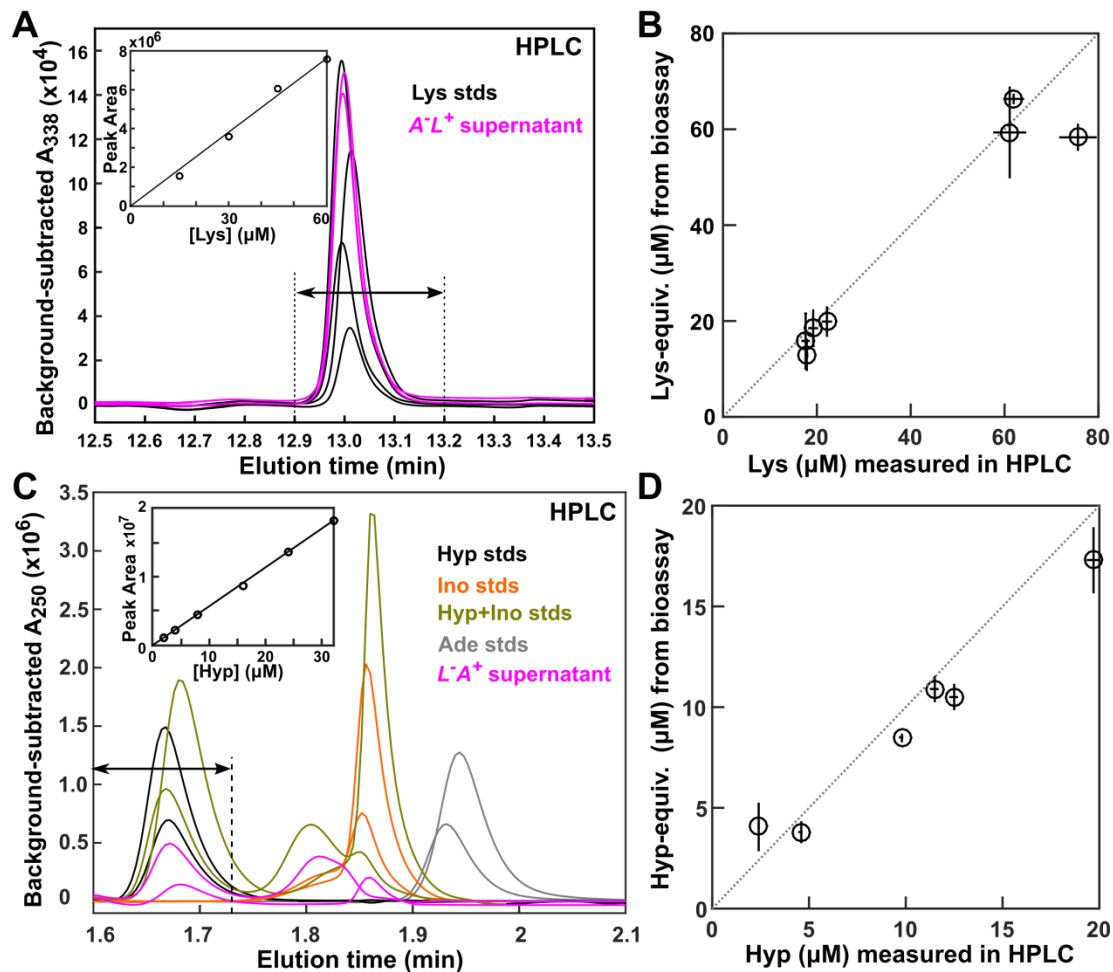 A
HPLC
Background-subtracted A338 (x10⁴)
16
14
12
10
8
6
4
2
0
12.5 12.6 12.7 12.8 12.9 13.0 13.1 13.2 13.3 13.4 13.5
Elution time (min)
x10⁶
Peak Area
8
6
4
2
0
0 30 60
[Lys] (µM)
Lys stds
A⁻L⁺ supernatant
B
Lys-equiv. (µM) from bioassay
80
60
40
20
0
0 20 40 60 80
Lys (µM) measured in HPLC
C
HPLC
Background-subtracted A250 (x10⁶)
3.5
3.0
2.5
2.0
1.5
1.0
0.5
0
1.6 1.7 1.8 1.9 2 2.1
Elution time (min)
Peak Area x10⁷
2
1
0
0 10 20 30
[Hyp] (µM)
Hyp stds
Ino stds
Hyp+Ino stds
Ade stds
L⁻A⁺ supernatant
D
Hyp-equiv. (µM) from bioassay
20
15
10
5
0
0 5 10 15 20
Hyp (µM) measured in HPLC